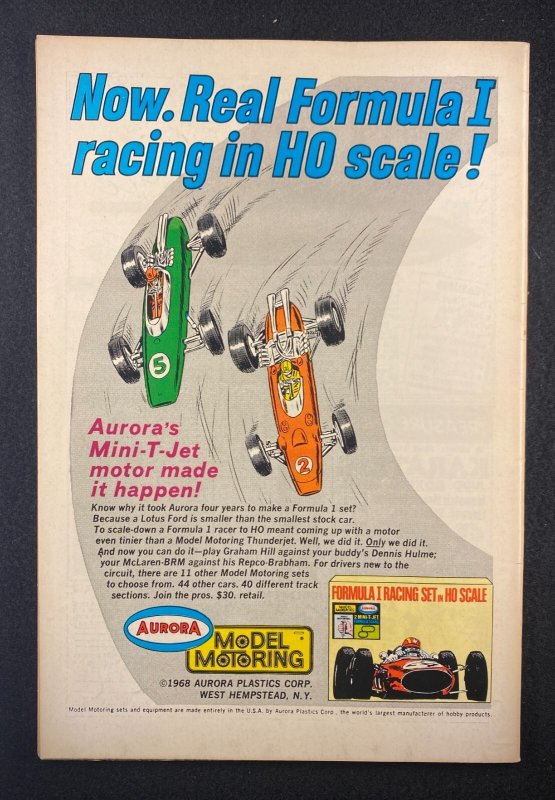 Now. Real Formula I
racing in HO scale!
5
2
Aurora's
Mini-T-Jet
motor made
it happen!
Know why it took Aurora four years to make a Formula 1 set?
Because a Lotus Ford is smaller than the smallest stock car.
To scale-down a Formula 1 racer to HO meant coming up with a motor
even tinier than a Model Motoring Thunderjet. Well, we did it. Only we did it.
And now you can do it—play Graham Hill against your buddy's Dennis Hulme;
your McLaren-BRM against his Repco-Brabham. For drivers new to the
circuit, there are 11 other Model Motoring sets
to choose from. 44 other cars. 40 different track
sections. Join the pros. $30. retail.
FORMULA I RACING SET IN HO SCALE
AURORA
MODEL
MOTORING
©1968 AURORA PLASTICS CORP.
WEST HEMPSTEAD, N.Y.
Model Motoring sets and equipment are made entirely in the U.S.A. by Aurora Plastics Corp., the world's largest manufacturer of hobby products.